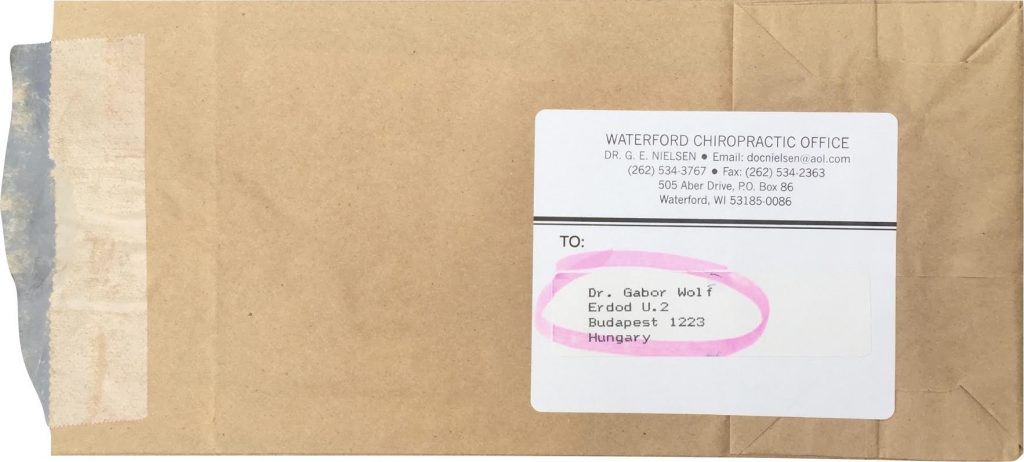 WATERFORD CHIROPRACTIC OFFICE
DR. G. E. NIELSEN ● Email: docnielsen@aol.com
(262) 534-3767 ● Fax: (262) 534-2363
505 Aber Drive, P.O. Box 86
Waterford, WI 53185-0086
TO:
Dr. Gabor Wolf
Erdod U.2
Budapest 1223
Hungary